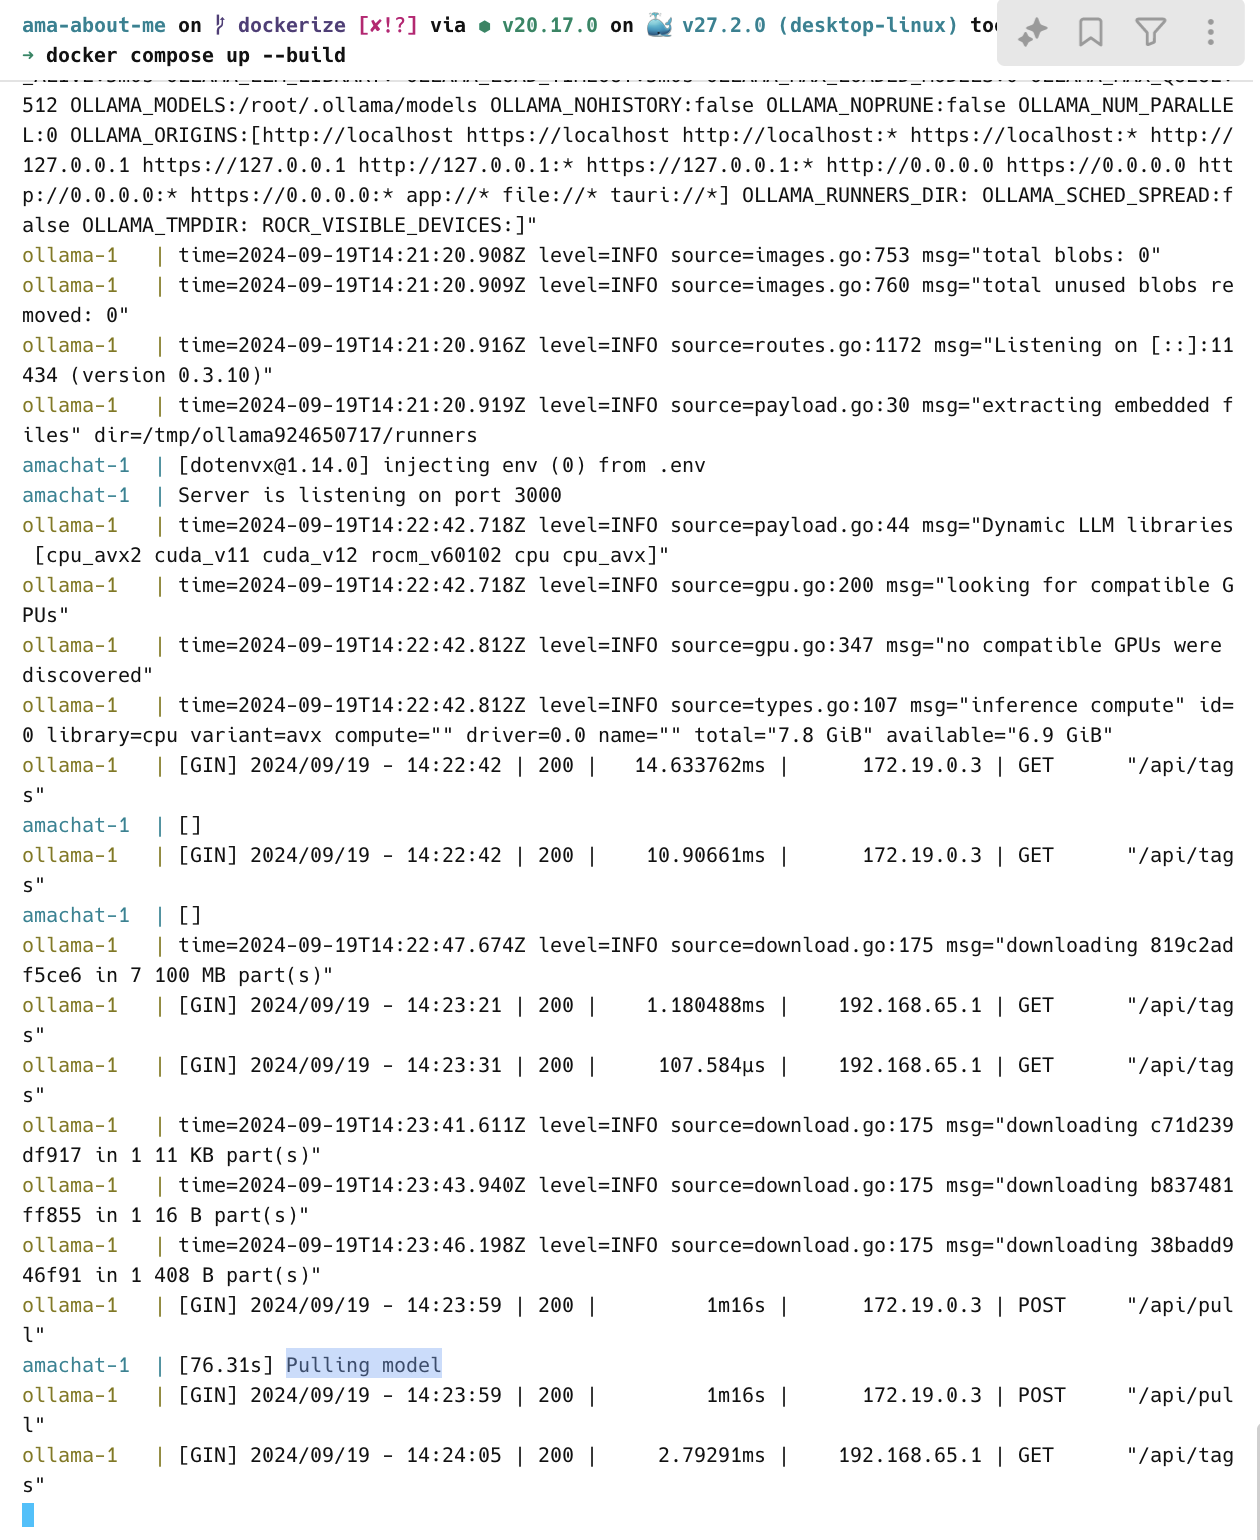 ama-about-me on dockerize [✘!?] via ⬢ v20.17.0 on 🐳 v27.2.0 (desktop-linux)
→ docker compose up --build
512 OLLAMA_MODELS:/root/.ollama/models OLLAMA_NOHISTORY:false OLLAMA_NOPRUNE:false OLLAMA_NUM_PARALLE
L:0 OLLAMA_ORIGINS:[http://localhost https://localhost http://localhost:* https://localhost:* http://
127.0.0.1 https://127.0.0.1 http://127.0.0.1:* https://127.0.0.1:* http://0.0.0.0 https://0.0.0.0 htt
p://0.0.0.0:* https://0.0.0.0:* app://* file://* tauri://*] OLLAMA_RUNNERS_DIR: OLLAMA_SCHED_SPREAD:f
alse OLLAMA_TMPDIR: ROCR_VISIBLE_DEVICES:]"
ollama-1   | time=2024-09-19T14:21:20.908Z level=INFO source=images.go:753 msg="total blobs: 0"
ollama-1   | time=2024-09-19T14:21:20.909Z level=INFO source=images.go:760 msg="total unused blobs re
moved: 0"
ollama-1   | time=2024-09-19T14:21:20.916Z level=INFO source=routes.go:1172 msg="Listening on [::]:11
434 (version 0.3.10)"
ollama-1   | time=2024-09-19T14:21:20.919Z level=INFO source=payload.go:30 msg="extracting embedded f
iles" dir=/tmp/ollama924650717/runners
amachat-1  | [dotenvx@1.14.0] injecting env (0) from .env
amachat-1  | Server is listening on port 3000
ollama-1   | time=2024-09-19T14:22:42.718Z level=INFO source=payload.go:44 msg="Dynamic LLM libraries
 [cpu_avx2 cuda_v11 cuda_v12 rocm_v60102 cpu cpu_avx]"
ollama-1   | time=2024-09-19T14:22:42.718Z level=INFO source=gpu.go:200 msg="looking for compatible G
PUs"
ollama-1   | time=2024-09-19T14:22:42.812Z level=INFO source=gpu.go:347 msg="no compatible GPUs were
discovered"
ollama-1   | time=2024-09-19T14:22:42.812Z level=INFO source=types.go:107 msg="inference compute" id=
0 library=cpu variant=avx compute="" driver=0.0 name="" total="7.8 GiB" available="6.9 GiB"
ollama-1   | [GIN] 2024/09/19 - 14:22:42 | 200 |   14.633762ms |      172.19.0.3 | GET      "/api/tag
s"
amachat-1  | []
ollama-1   | [GIN] 2024/09/19 - 14:22:42 | 200 |    10.90661ms |      172.19.0.3 | GET      "/api/tag
s"
amachat-1  | []
ollama-1   | time=2024-09-19T14:22:47.674Z level=INFO source=download.go:175 msg="downloading 819c2ad
f5ce6 in 7 100 MB part(s)"
ollama-1   | [GIN] 2024/09/19 - 14:23:21 | 200 |    1.180488ms |    192.168.65.1 | GET      "/api/tag
s"
ollama-1   | [GIN] 2024/09/19 - 14:23:31 | 200 |     107.584µs |    192.168.65.1 | GET      "/api/tag
s"
ollama-1   | time=2024-09-19T14:23:41.611Z level=INFO source=download.go:175 msg="downloading c71d239
df917 in 1 11 KB part(s)"
ollama-1   | time=2024-09-19T14:23:43.940Z level=INFO source=download.go:175 msg="downloading b837481
ff855 in 1 16 B part(s)"
ollama-1   | time=2024-09-19T14:23:46.198Z level=INFO source=download.go:175 msg="downloading 38badd9
46f91 in 1 408 B part(s)"
ollama-1   | [GIN] 2024/09/19 - 14:23:59 | 200 |         1m16s |      172.19.0.3 | POST     "/api/pul
l"
amachat-1  | [76.31s] Pulling model
ollama-1   | [GIN] 2024/09/19 - 14:23:59 | 200 |         1m16s |      172.19.0.3 | POST     "/api/pul
l"
ollama-1   | [GIN] 2024/09/19 - 14:24:05 | 200 |     2.79291ms |    192.168.65.1 | GET      "/api/tag
s"